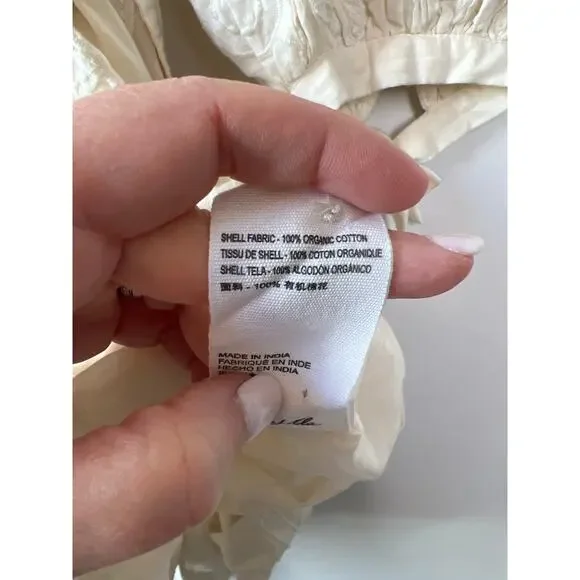 SHELL FABRIC - 100% ORGANIC COTTON
TISSU DE SHELL - 100% COTON ORGANIQUE
SHELL TELA - 100% ALGODÓN ORGÁNICO
面料 - 100% 有机棉花
MADE IN INDIA
FABRIQUÉ EN INDE
HECHO EN INDIA